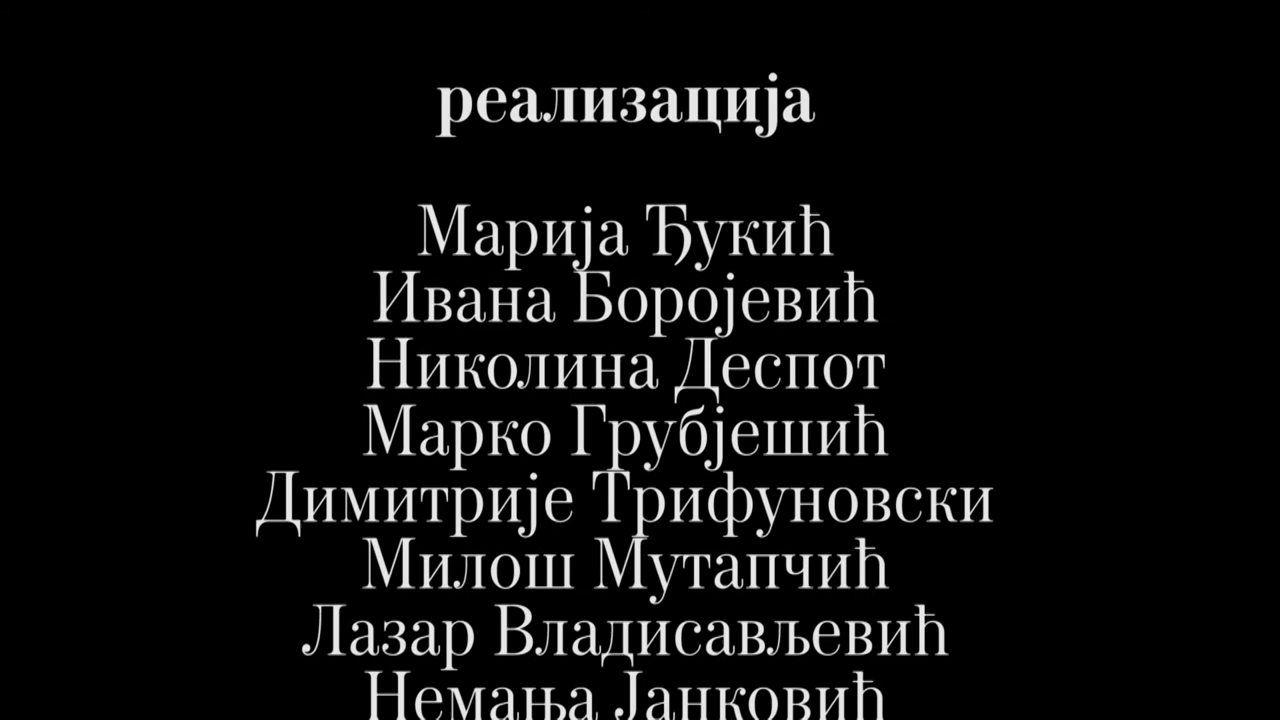 реализација
Марија Ђукић
Ивана Боројевић
Николина Деспот
Марко Грубјешић
Димитрије Трифуновски
Милош Мутапчић
Лазар Владисављевић
Немања Јанковић